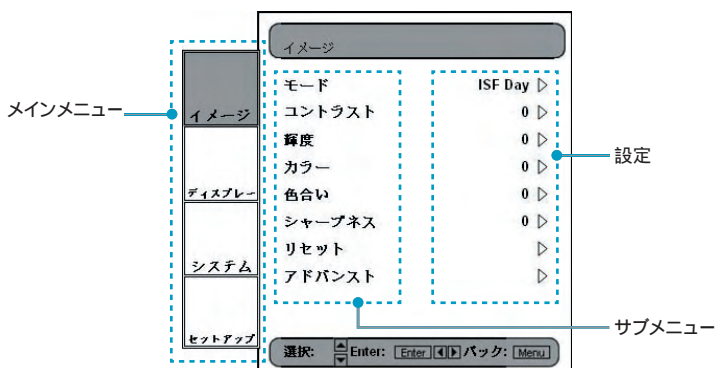 イメージ
メインメニュー
イメージ
ディスプレー
システム
セットアップ
モード ISF Day
コントラスト 0
輝度 0
カラー 0
色合い 0
シャープネス 0
リセット
アドバンスト
設定
サブメニュー
選択: Enter: Enter バック: Menu